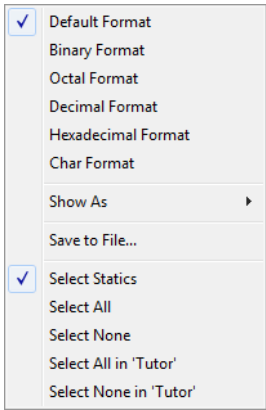 Default Format
Binary Format
Octal Format
Decimal Format
Hexadecimal Format
Char Format
Show As
Save to File...
Select Statics
Select All
Select None
Select All in 'Tutor'
Select None in 'Tutor'